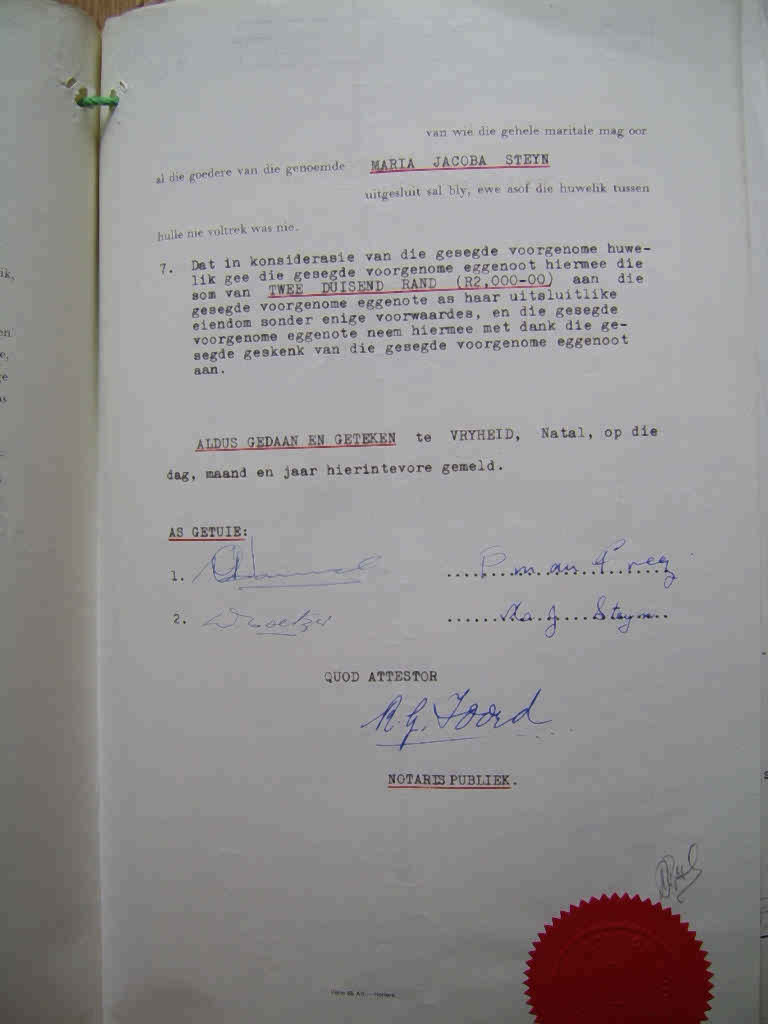 van wie die gehele maritale mag oor
al die goedere van die genoemde MARIA JACOBA STEYN
uitgesluit sal bly, ewe asof die huwelik tussen
hulle nie voltrek was nie.
7. Dat in konsiderasie van die gesegde voorgenome huwe-
lik gee die gesegde voorgenome eggenoot hiermee die
som van TWEE DUISEND RAND (R2,000-00) aan die
gesegde voorgenome eggenote as haar uitsluitlike
eiendom sonder enige voorwaardes, en die gesegde
voorgenome eggenote neem hiermee met dank die ge-
segde geskenk van die gesegde voorgenome eggenoot
aan.
ALDUS GEDAAN EN GETEKEN te VRYHEID, Natal, op die
dag, maand en jaar hierintevore gemeld.
AS GETUIE:
1.
2. Steyn
QUOD ATTESTOR
R.G. Toord
NOTARIS PUBLIEK.